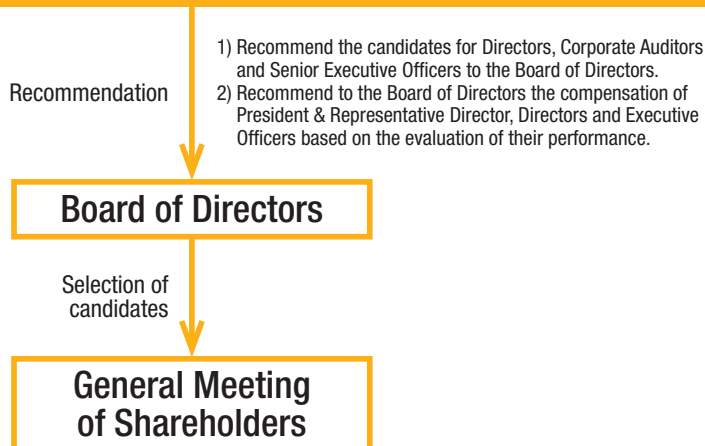 Recommendation
1) Recommend the candidates for Directors, Corporate Auditors
and Senior Executive Officers to the Board of Directors.
2) Recommend to the Board of Directors the compensation of
President & Representative Director, Directors and Executive
Officers based on the evaluation of their performance.
Board of Directors
Selection of
candidates
General Meeting
of Shareholders